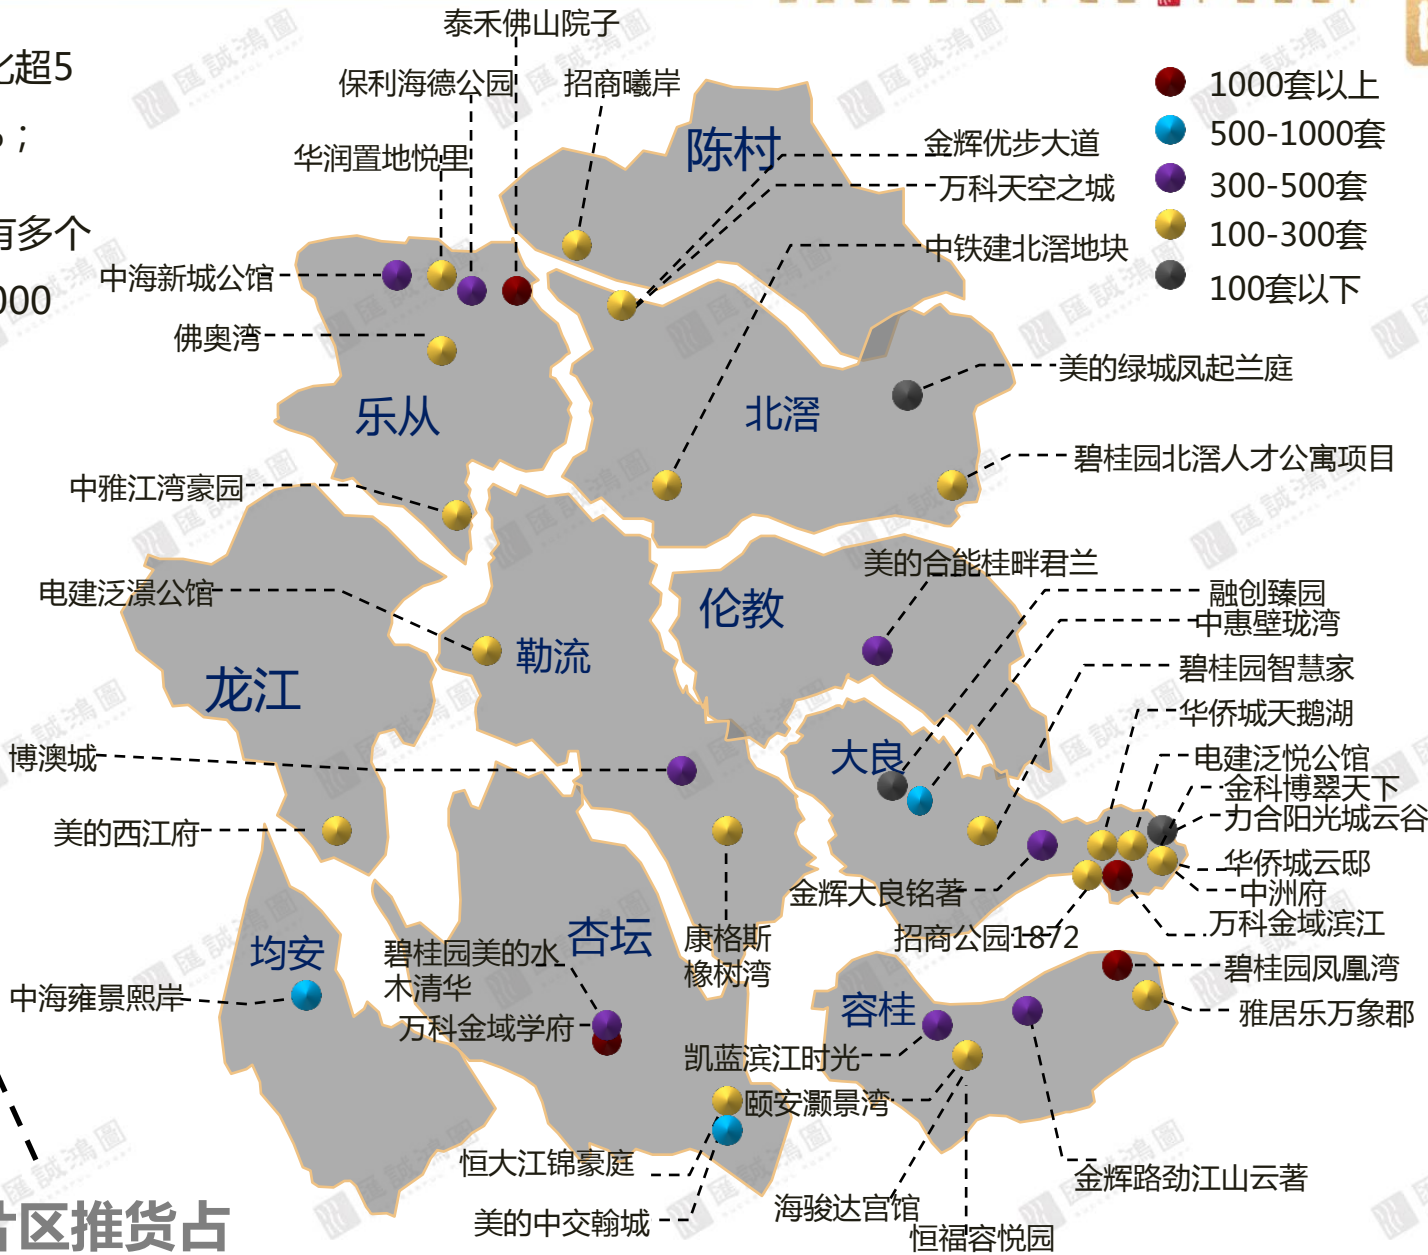 泰禾佛山院子
化超5
保利海德公园
招商曦岸
1000套以上
500-1000套
陈村
金辉优步大道
；
华润置地悦里
万科天空之城
300-500套
有多个
100-300套
中铁建北滘地块
中海新城公馆
100套以下
000
佛奥湾
美的绿城凤起兰庭
乐从
北滘
碧桂园北滘人才公寓项目
中雅江湾豪园
美的合能桂畔君兰
电建泛濦公馆
伦教
融创臻园
中惠璧珑湾
勒流
碧桂园智慧家
龙江
华侨城天鹅湖
博澳城
大良
电建泛悦公馆
金科博翠天下
力合阳光城云谷
美的西江府
华侨城云邸
金辉大良铭著
中洲府
万科金域滨江
杏坛
康格斯
橡树湾
招商公园1872
均安
碧桂园美的水
木清华
碧桂园凤凰湾
中海雍景熙岸
容桂
雅居乐万象郡
万科金域学府
凯蓝滨江时光
颐安灏景湾
恒大江锦豪庭
金辉路劲江山云著
海骏达宫馆
美的中交翰城
恒福容悦园
片区推货占
匯誠鴻圖